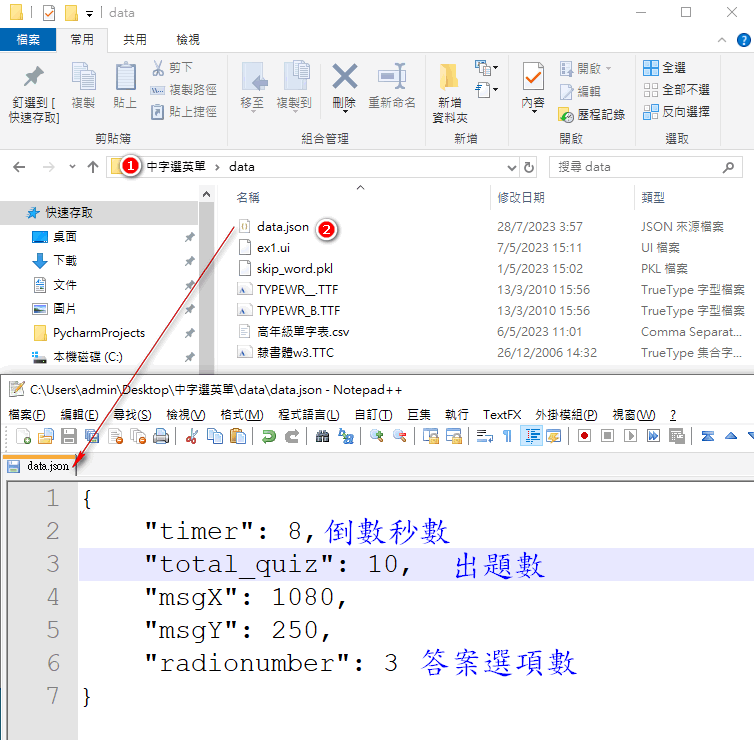 data
檔案 常用 共用 檢視
釘選到 [快速存取] 複製 貼上 剪下 複製路徑 貼上捷徑 移至 複製到 刪除 重新命名 新增資料夾 內容 開啟 編輯 歷程記錄 全選 全部不選 反向選擇
剪貼簿 組合管理 新增 開啟 選取
1 中字選英單 > data 搜尋 data
名稱 修改日期 類型
快速存取
桌面
下載
文件
圖片
PycharmProjects
本機磁碟 (C:)
data.json 2 28/7/2023 3:57 JSON 來源檔案
ex1.ui 7/5/2023 15:11 UI 檔案
skip_word.pkl 1/5/2023 15:02 PKL 檔案
TYPEWR__.TTF 13/3/2010 15:56 TrueType 字型檔案
TYPEWR_B.TTF 13/3/2010 15:56 TrueType 字型檔案
高年級單字表.csv 6/5/2023 11:01 Comma Separat...
隸書體w3.TTC 26/12/2006 14:32 TrueType 集合字...
C:\Users\admin\Desktop\中字選英單\data\data.json - Notepad++
檔案(F) 編輯(E) 尋找(S) 檢視(V) 格式(M) 程式語言(L) 自訂(T) 巨集 執行 TextFX 外掛模組(P) 視窗(W) ?
data.json
1 {
2 "timer": 8, 倒數秒數
3 "total_quiz": 10, 出題數
4 "msgX": 1080,
5 "msgY": 250,
6 "radionumber": 3 答案選項數
7 }